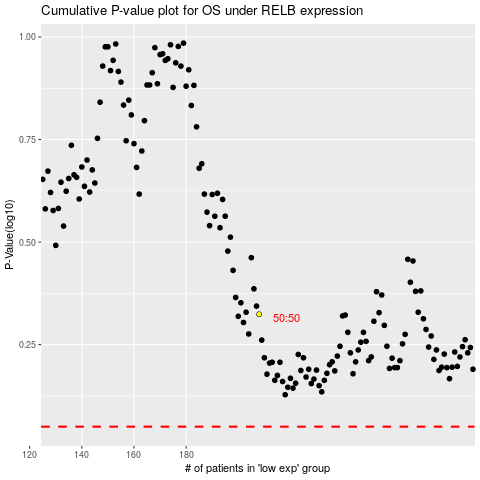 Cumulative P-value plot for OS under RELB expression
P-Value(log10)
1.00
0.75
0.50
0.25
50:50
120 140 160 180
# of patients in 'low exp' group